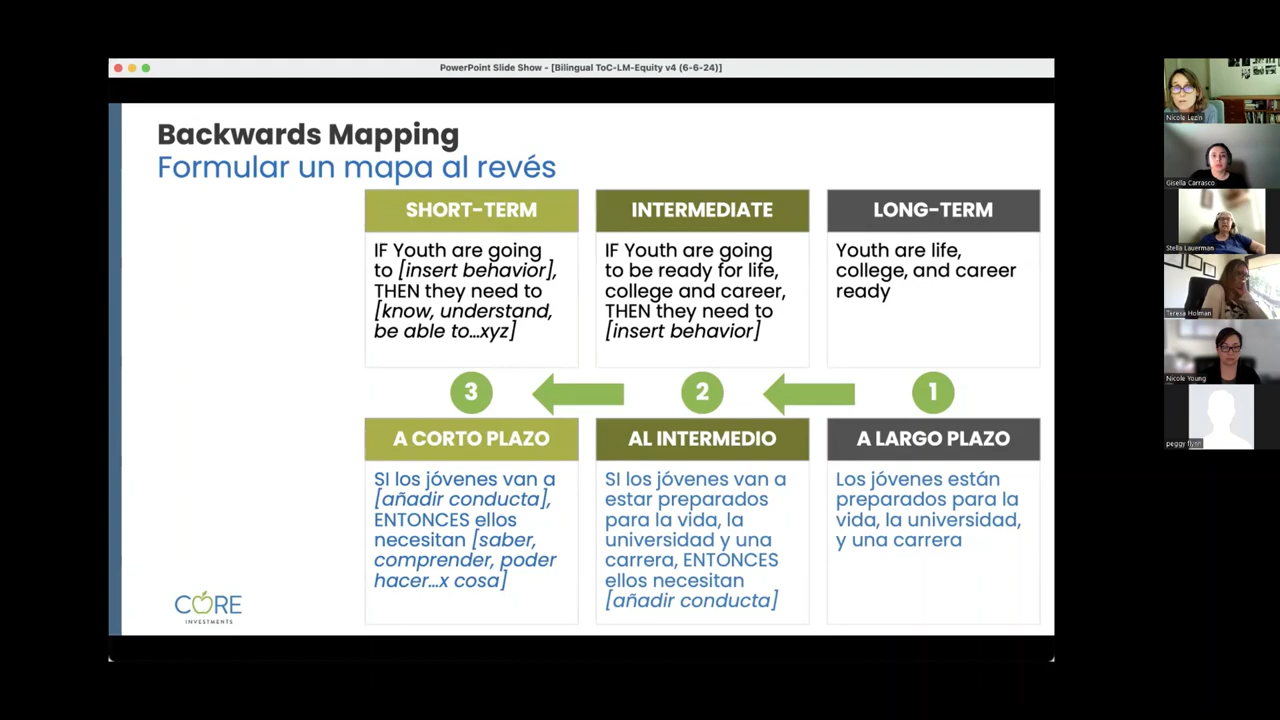 PowerPoint Slide Show - [Bilingual ToC-LM-Equity v4 (6-6-24)]
Backwards Mapping
Formular un mapa al revés
SHORT-TERM
IF Youth are going
to [insert behavior],
THEN they need to
[know, understand,
be able to...xyz]
INTERMEDIATE
IF Youth are going
to be ready for life,
college and career,
THEN they need to
[insert behavior]
LONG-TERM
Youth are life,
college, and career
ready
3
2
1
A CORTO PLAZO
SI los jóvenes van a
[añadir conducta],
ENTONCES ellos
necesitan [saber,
comprender, poder
hacer...x cosa]
AL INTERMEDIO
SI los jóvenes van a
estar preparados
para la vida, la
universidad y una
carrera, ENTONCES
ellos necesitan
[añadir conducta]
A LARGO PLAZO
Los jóvenes están
preparados para la
vida, la universidad,
y una carrera
CORE
INVESTMENTS
Nicole Lezin
Gisella Carrasco
Stella Lauerman
Teresa Holman
Nicole Young
peggy flynn